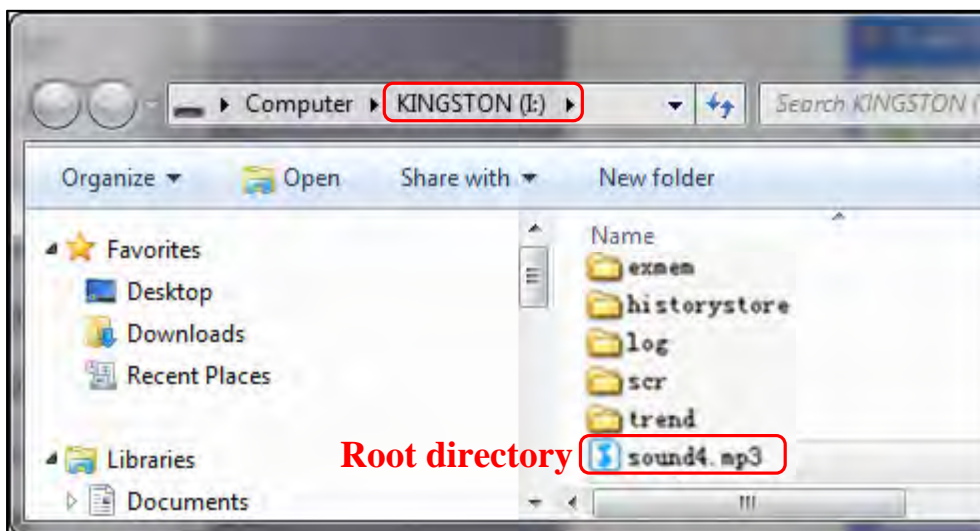 Computer KINGSTON (I:) Search KINGSTON
Organize Open Share with New folder
Favorites
Desktop
Downloads
Recent Places
Libraries
Documents
Name
exmem
historystore
log
scr
trend
Root directory sound4.mp3